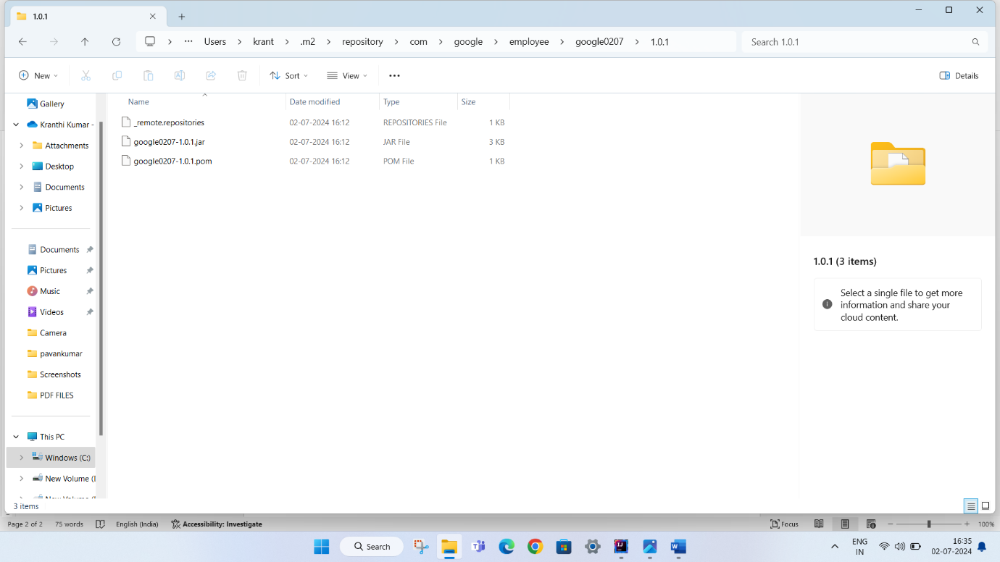 1.0.1
Users krant .m2 repository com google employee google0207 1.0.1
Search 1.0.1
New
Sort
View
Details
Gallery
Kranthi Kumar -
Attachments
Desktop
Documents
Pictures
Documents
Pictures
Music
Videos
Camera
pavankumar
Screenshots
PDF FILES
This PC
Windows (C:)
New Volume (
Name Date modified Type Size
_remote.repositories 02-07-2024 16:12 REPOSITORIES File 1 KB
google0207-1.0.1.jar 02-07-2024 16:12 JAR File 3 KB
google0207-1.0.1.pom 02-07-2024 16:12 POM File 1 KB
1.0.1 (3 items)
Select a single file to get more
information and share your
cloud content.
3 items
Page 2 of 2 75 words English (India) Accessibility: Investigate Focus 100%
Search
ENG
IN
16:35
02-07-2024